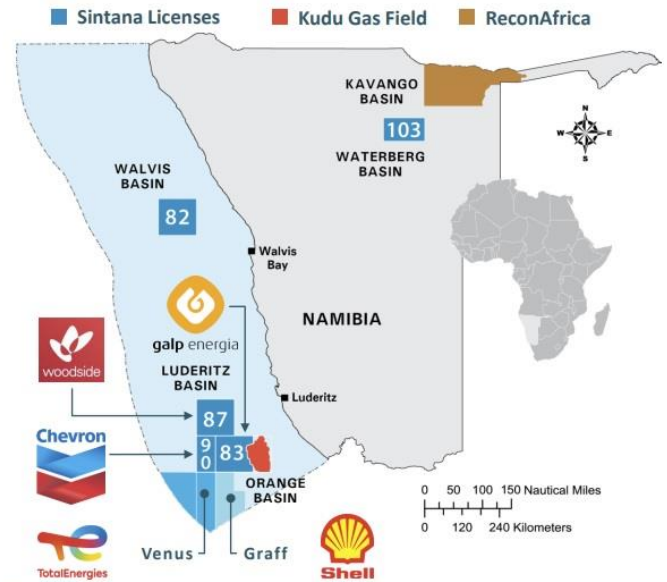 Sintana Licenses
Kudu Gas Field
ReconAfrica
KAVANGO
BASIN
103
WATERBERG
BASIN
N
W
E
S
WALVIS
BASIN
82
Walvis
Bay
galp energia
NAMIBIA
woodside
LUDERITZ
BASIN
Luderitz
87
Chevron
9
0
83
ORANGE
BASIN
0 50 100 150 Nautical Miles
0 120 240 Kilometers
Venus
Graff
TotalEnergies
Shell